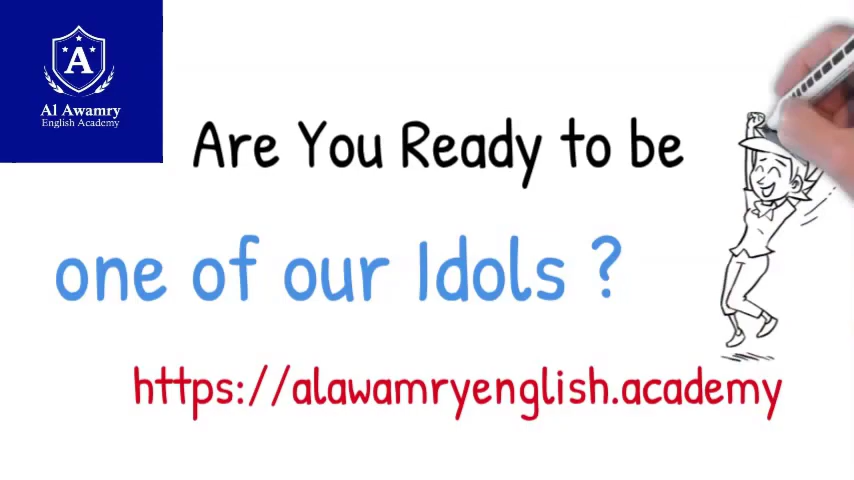 A
Al Awamry
English Academy
Are You Ready to be
one of our Idols ?
https://alawamryenglish.academy